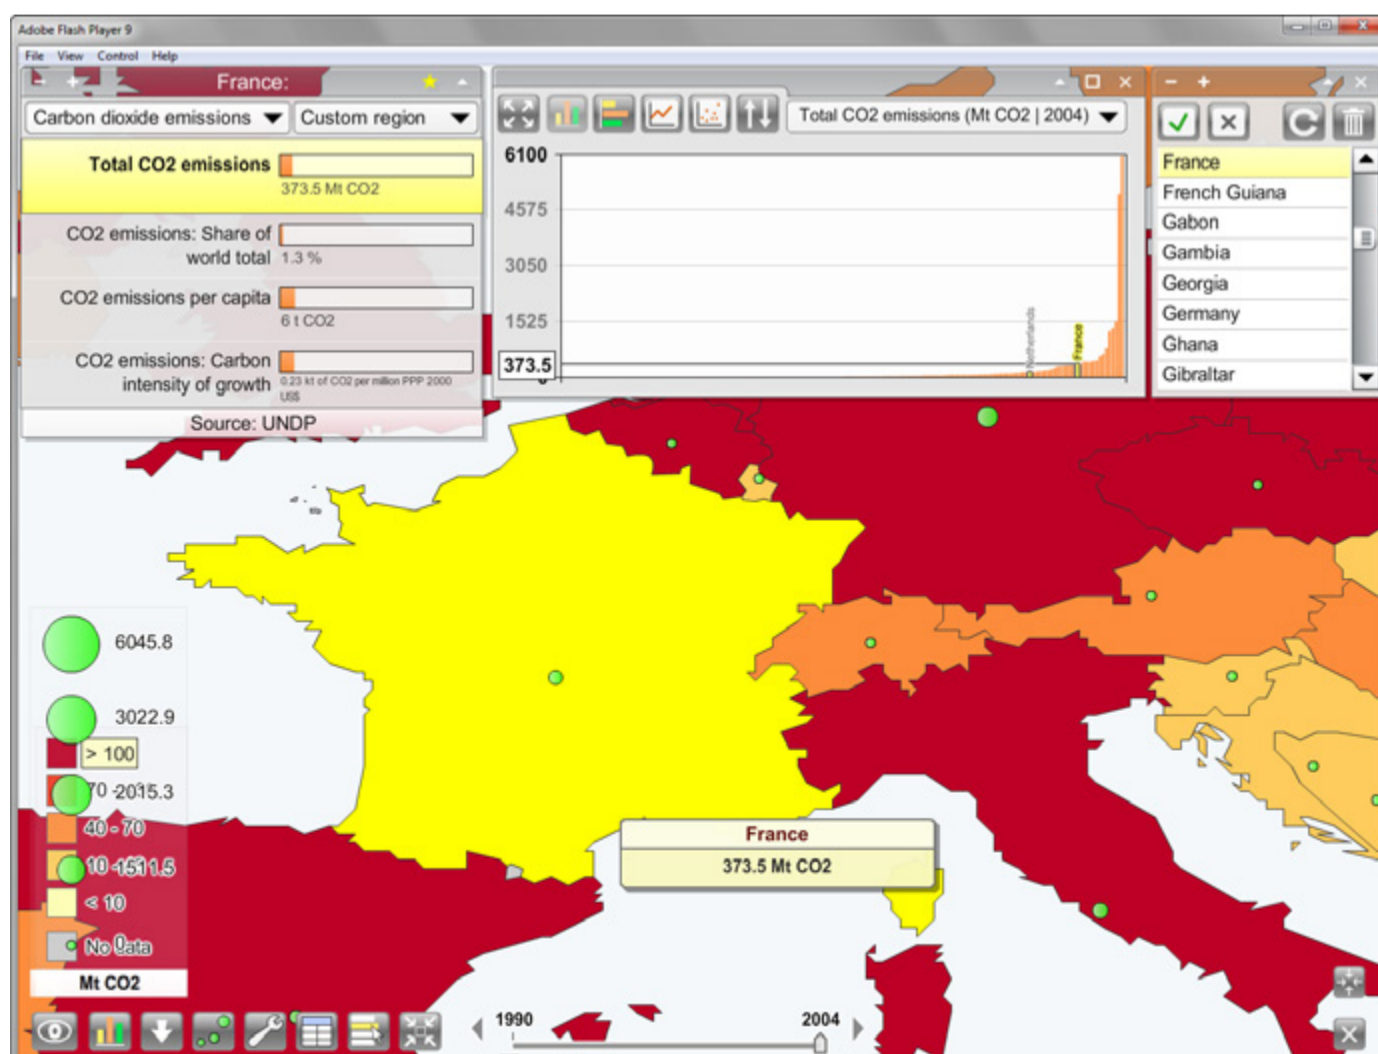 Adobe Flash Player 9
File View Control Help
France:
Carbon dioxide emissions
Custom region
Total CO2 emissions
373.5 Mt CO2
CO2 emissions: Share of
world total
1.3 %
CO2 emissions per capita
6 t CO2
CO2 emissions: Carbon
intensity of growth
0.23 kt of CO2 per million PPP 2000
US$
Source: UNDP
Total CO2 emissions (Mt CO2 | 2004)
6100
4575
3050
1525
373.5
Netherlands
France
France
French Guiana
Gabon
Gambia
Georgia
Germany
Ghana
Gibraltar
6045.8
3022.9
> 100
70 -
2015.3
40 - 70
10 -
1511.5
< 10
No data
0
Mt CO2
France
373.5 Mt CO2
1990
2004